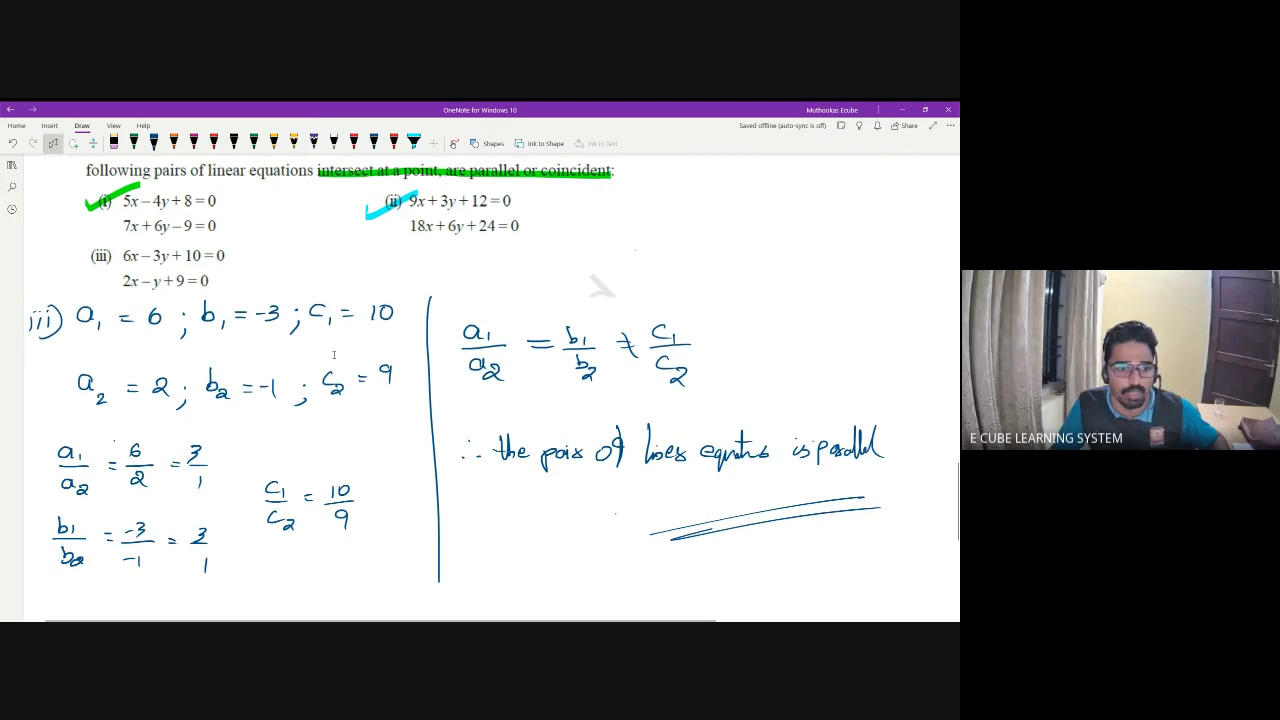 OneNote for Windows 10
Muthookas Ecube
Home Insert Draw View Help
Saved offline (auto-sync is off) Share
Shapes Ink to Shape Ink to Text
following pairs of linear equations intersect at a point, are parallel or coincident:
(i) 5x – 4y + 8 = 0
7x + 6y – 9 = 0
(ii) 9x + 3y + 12 = 0
18x + 6y + 24 = 0
(iii) 6x – 3y + 10 = 0
2x – y + 9 = 0
iii) a₁ = 6 ; b₁ = -3 ; c₁ = 10
a₂ = 2 ; b₂ = -1 ; c₂ = 9
a₁/a₂ = 6/2 = 3/1
b₁/b₂ = -3/-1 = 3/1
c₁/c₂ = 10/9
a₁/a₂ = b₁/b₂ ≠ c₁/c₂
∴ the pair of is parallel
E CUBE LEARNING SYSTEM